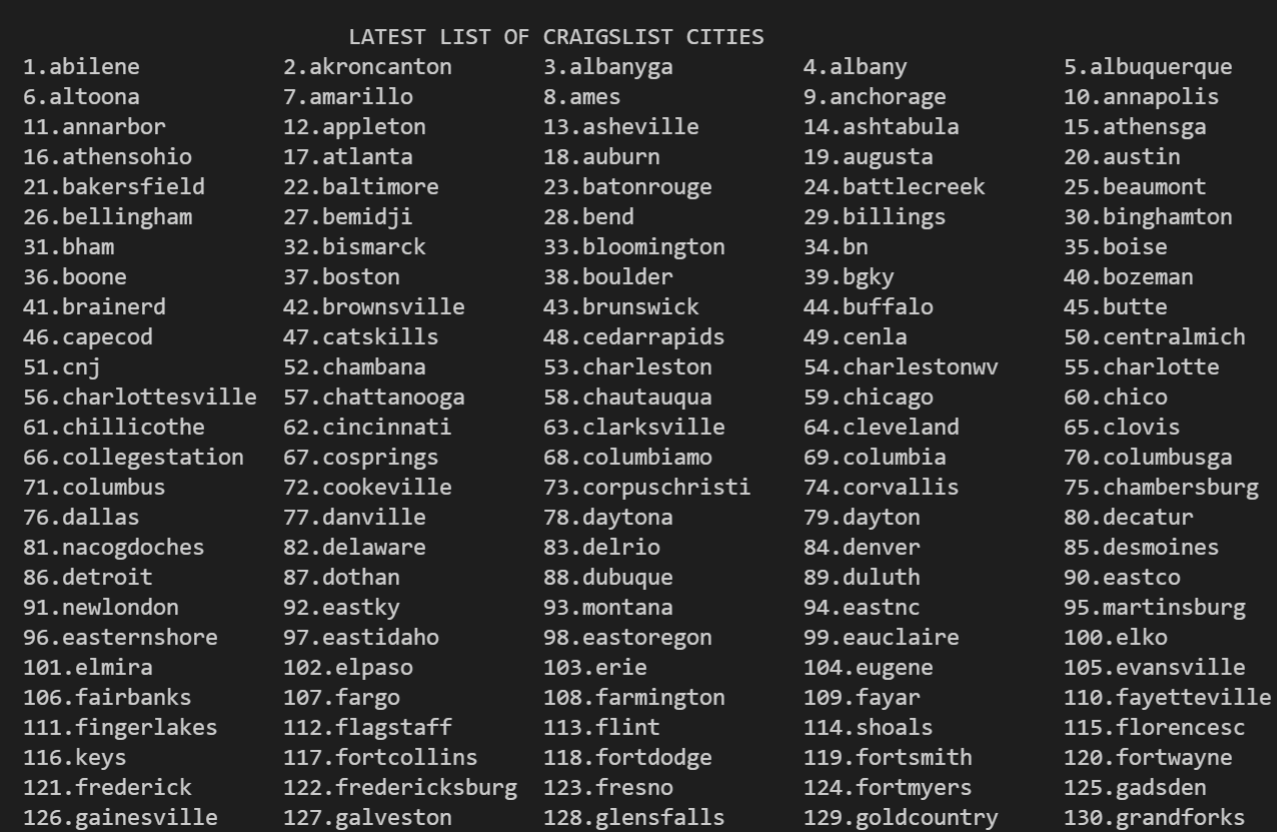 LATEST LIST OF CRAIGSLIST CITIES
1.abilene 2.akroncanton 3.albanyga 4.albany 5.albuquerque
6.altoona 7.amarillo 8.ames 9.anchorage 10.annapolis
11.annarbor 12.appleton 13.asheville 14.ashtabula 15.athensga
16.athensohio 17.atlanta 18.auburn 19.augusta 20.austin
21.bakersfield 22.baltimore 23.batonrouge 24.battlecreek 25.beaumont
26.bellingham 27.bemidji 28.bend 29.billings 30.binghamton
31.bham 32.bismarck 33.bloomington 34.bn 35.boise
36.boone 37.boston 38.boulder 39.bgky 40.bozeman
41.brainerd 42.brownsville 43.brunswick 44.buffalo 45.butte
46.capecod 47.catskills 48.cedarrapids 49.cenla 50.centralmich
51.cnj 52.chambana 53.charleston 54.charlestonwv 55.charlotte
56.charlottesville 57.chattanooga 58.chautauqua 59.chicago 60.chico
61.chillicothe 62.cincinnati 63.clarksville 64.cleveland 65.clovis
66.collegestation 67.cosprings 68.columbiamo 69.columbia 70.columbusga
71.columbus 72.cookeville 73.corpuschristi 74.corvallis 75.chambersburg
76.dallas 77.danville 78.daytona 79.dayton 80.decatur
81.nacogdoches 82.delaware 83.delrio 84.denver 85.desmoines
86.detroit 87.dothan 88.dubuque 89.duluth 90.eastco
91.newlondon 92.eastky 93.montana 94.eastnc 95.martinsburg
96.easternshore 97.eastidaho 98.eastoregon 99.eauclaire 100.elko
101.elmira 102.elpaso 103.erie 104.eugene 105.evansville
106.fairbanks 107.fargo 108.farmington 109.fayar 110.fayetteville
111.fingerlakes 112.flagstaff 113.flint 114.shoals 115.florencesc
116.keys 117.fortcollins 118.fortdodge 119.fortsmith 120.fortwayne
121.frederick 122.fredericksburg 123.fresno 124.fortmyers 125.gadsden
126.gainesville 127.galveston 128.glensfalls 129.goldcountry 130.grandforks